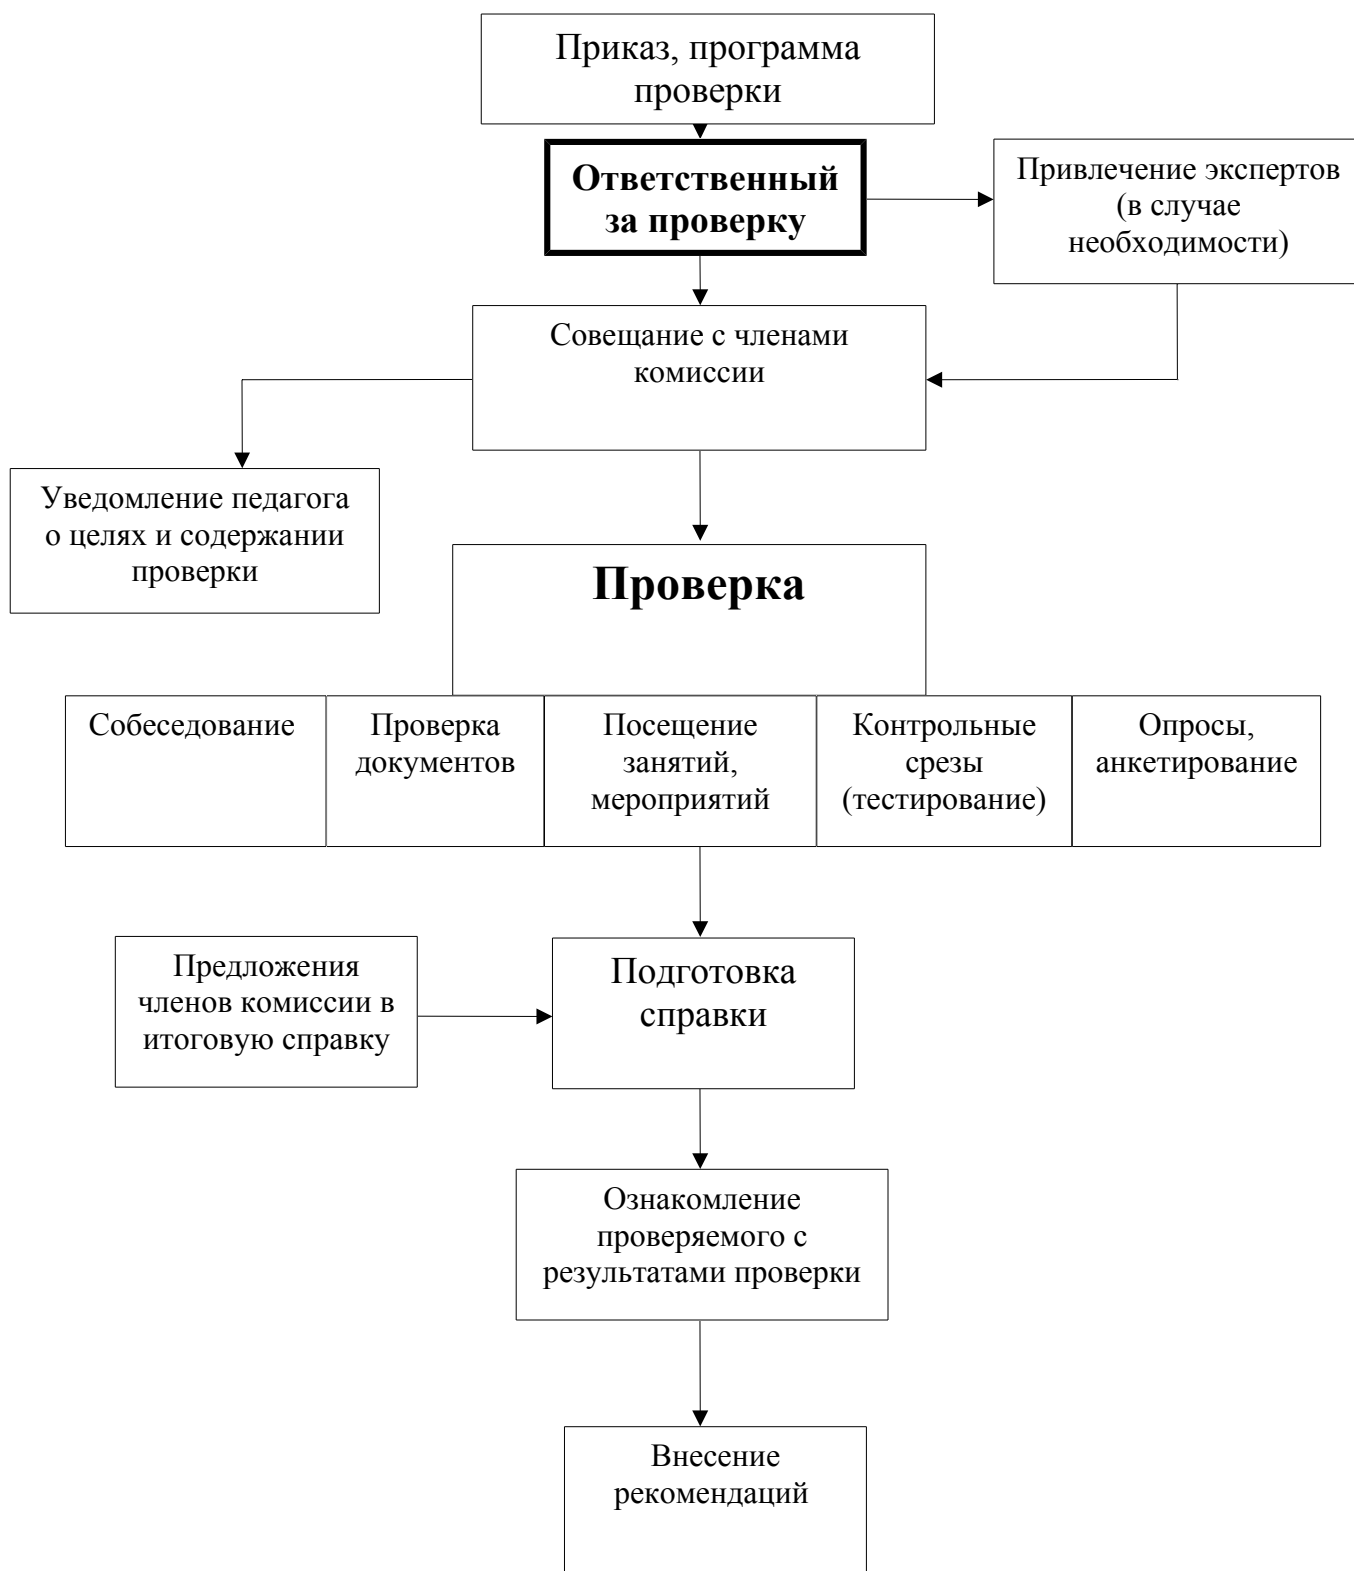 Приказ, программа
проверки
Ответственный
за проверку
Привлечение экспертов
(в случае
необходимости)
Совещание с членами
комиссии
Уведомление педагога
о целях и содержании
проверки
Проверка
Собеседование
Проверка
документов
Посещение
занятий,
мероприятий
Контрольные
срезы
(тестирование)
Опросы,
анкетирование
Предложения
членов комиссии в
итоговую справку
Подготовка
справки
Ознакомление
проверяемого с
результатами проверки
Внесение
рекомендаций